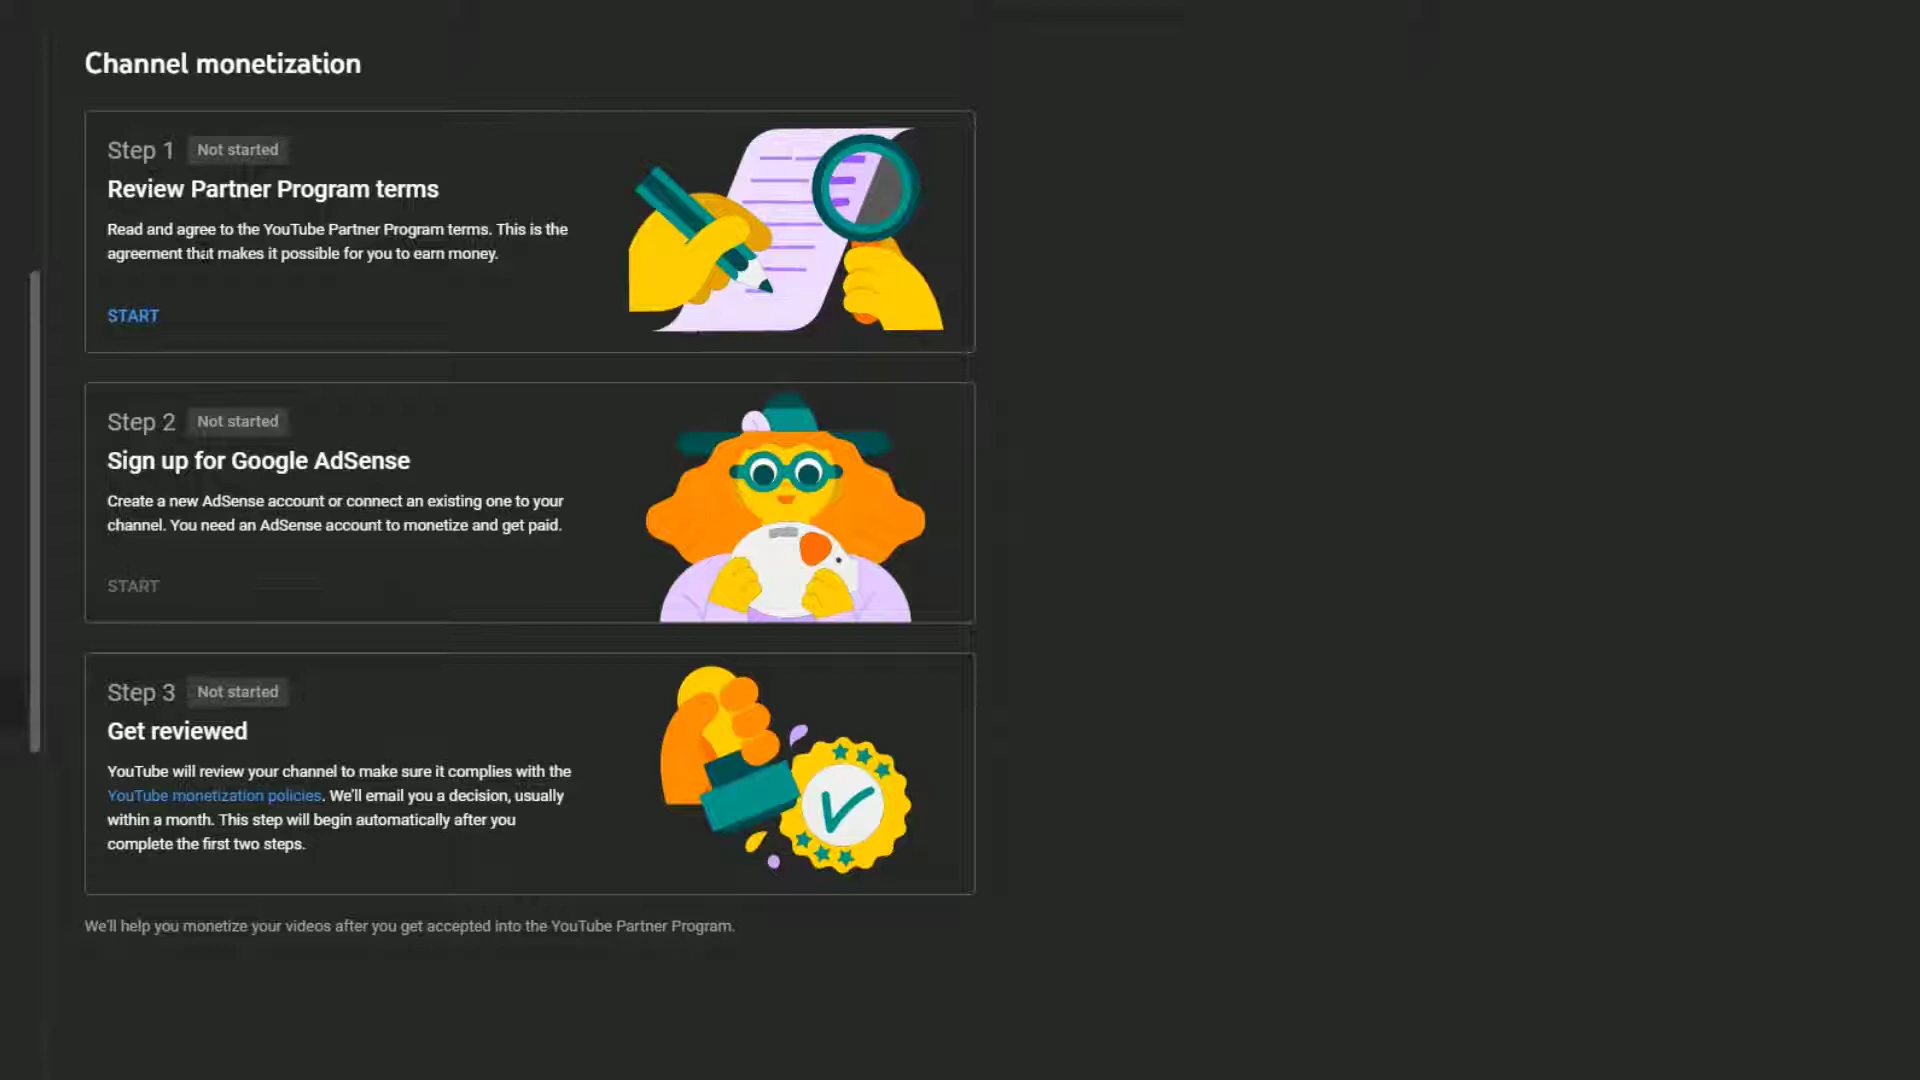 Channel monetization
Step 1 Not started
Review Partner Program terms
Read and agree to the YouTube Partner Program terms. This is the
agreement that makes it possible for you to earn money.
START
Step 2 Not started
Sign up for Google AdSense
Create a new AdSense account or connect an existing one to your
channel. You need an AdSense account to monetize and get paid.
START
Step 3 Not started
Get reviewed
YouTube will review your channel to make sure it complies with the
YouTube monetization policies. We'll email you a decision, usually
within a month. This step will begin automatically after you
complete the first two steps.
We'll help you monetize your videos after you get accepted into the YouTube Partner Program.